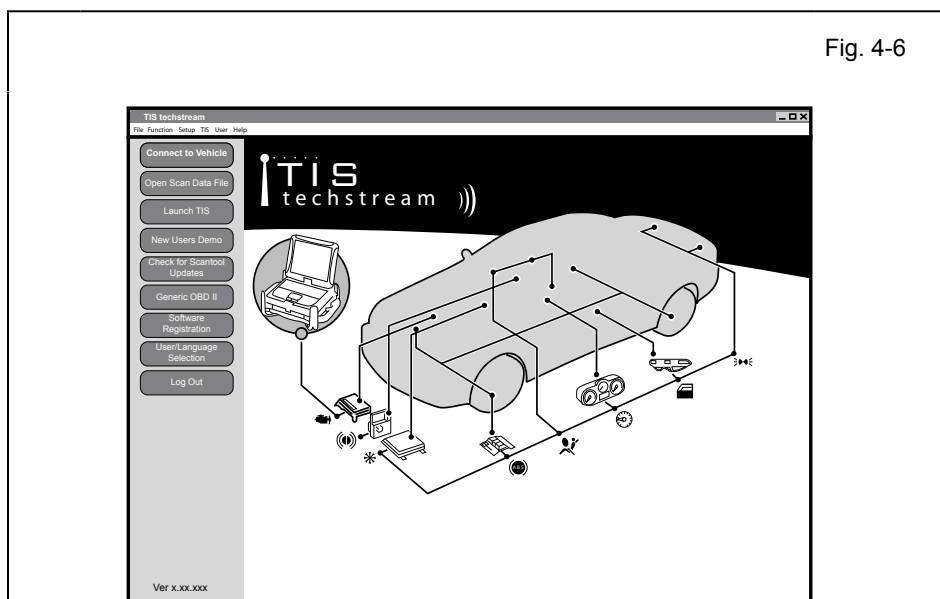 Fig. 4-6
TIS techstream
File Function Setup TIS User Help
Connect to Vehicle
Open Scan Data File
Launch TIS
New Users Demo
Check for Scantool
Updates
Generic OBD II
Software
Registration
User/Language
Selection
Log Out
Ver x.xx.xxx
TIS
techstream
ABS